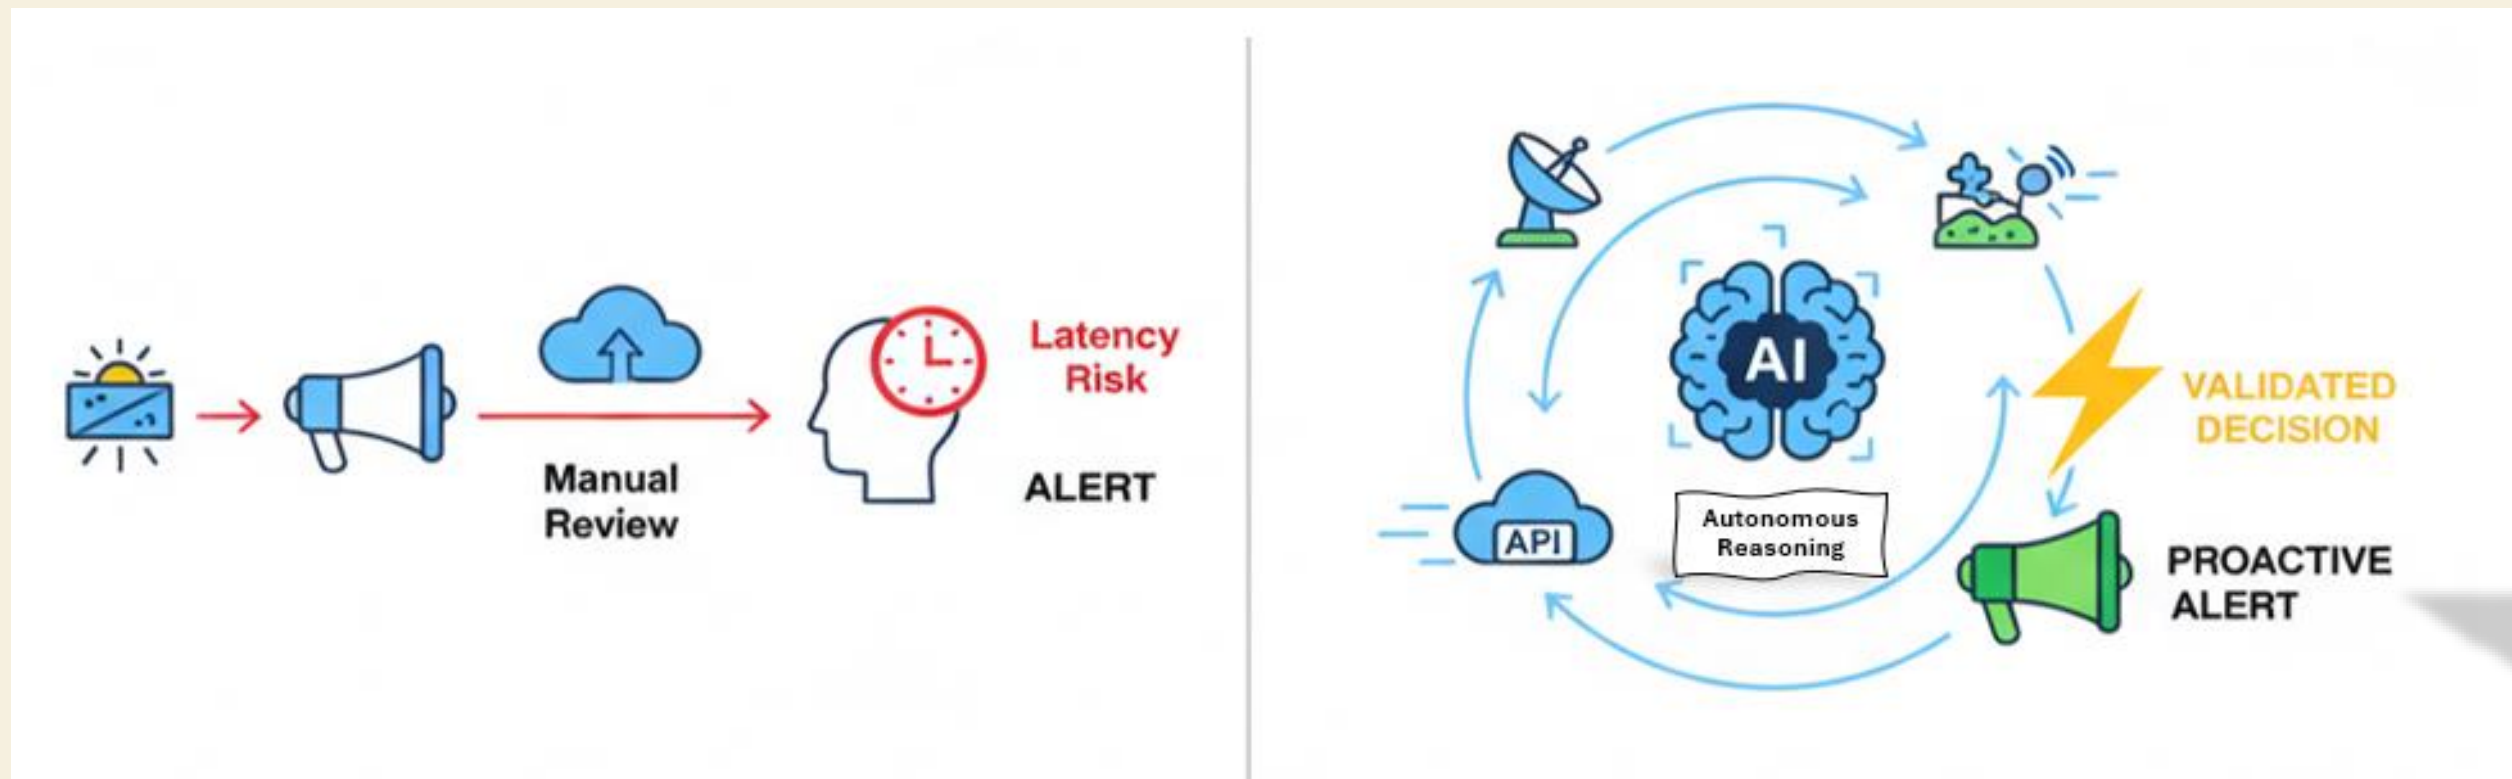 Manual
Review
Latency
Risk
ALERT
AI
Autonomous
Reasoning
API
VALIDATED
DECISION
PROACTIVE
ALERT